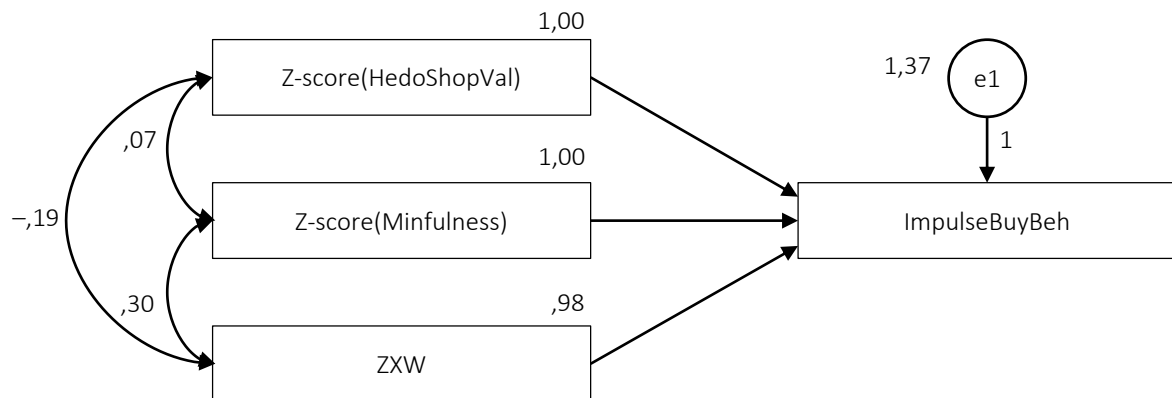 1,00
Z-score(HedoShopVal)
1,37
e1
,07
1
1,00
–,19
Z-score(Minfulness)
ImpulseBuyBeh
,30
,98
ZXW